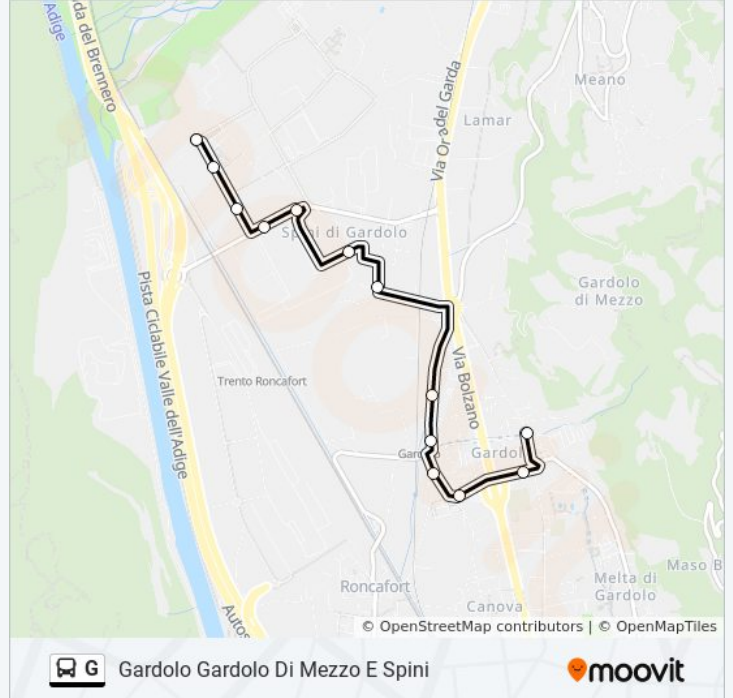 Adige
da del Brennero
Meano
Via Ora del Garda
Lamar
Spini di Gardolo
Gardolo
di Mezzo
Pista Ciclabile Valle dell'Adige
Via Bolzano
Trento Roncafort
Gardolo
Roncafort
Maso B
Melta di
Gardolo
Canova
Autos
© OpenStreetMap contributors | © OpenMapTiles
G Gardolo Gardolo Di Mezzo E Spini
moovit